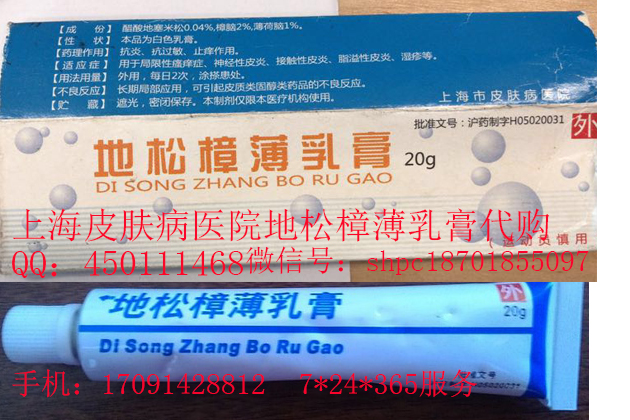 【成　份】 醋酸地塞米松0.04%,樟脑2%,薄荷脑1%。
【性　状】 本品为白色乳膏。
【药理作用】 抗炎、抗过敏、止痒作用。
【适应症】 用于局限性瘙痒症、神经性皮炎、接触性皮炎、脂溢性皮炎、湿疹等。
【用法用量】 外用，每日2次，涂搽患处。
【不良反应】 长期局部应用，可引起皮质类固醇类药品的不良反应。
【贮　藏】 遮光，密闭保存。本制剂仅限本医疗机构使用。
上海市皮肤病医院
批准文号：沪药制字H05020031
外
地松樟薄乳膏 20g
DI SONG ZHANG BO RU GAO
上海皮肤病医院地松樟薄乳膏代购
（运动员慎用
QQ：450111468微信号：shpc18701855097
地松樟薄乳膏
外
20g
Di Song Zhang Bo Ru Gao
批准文号
手机：17091428812 7*24*365服务